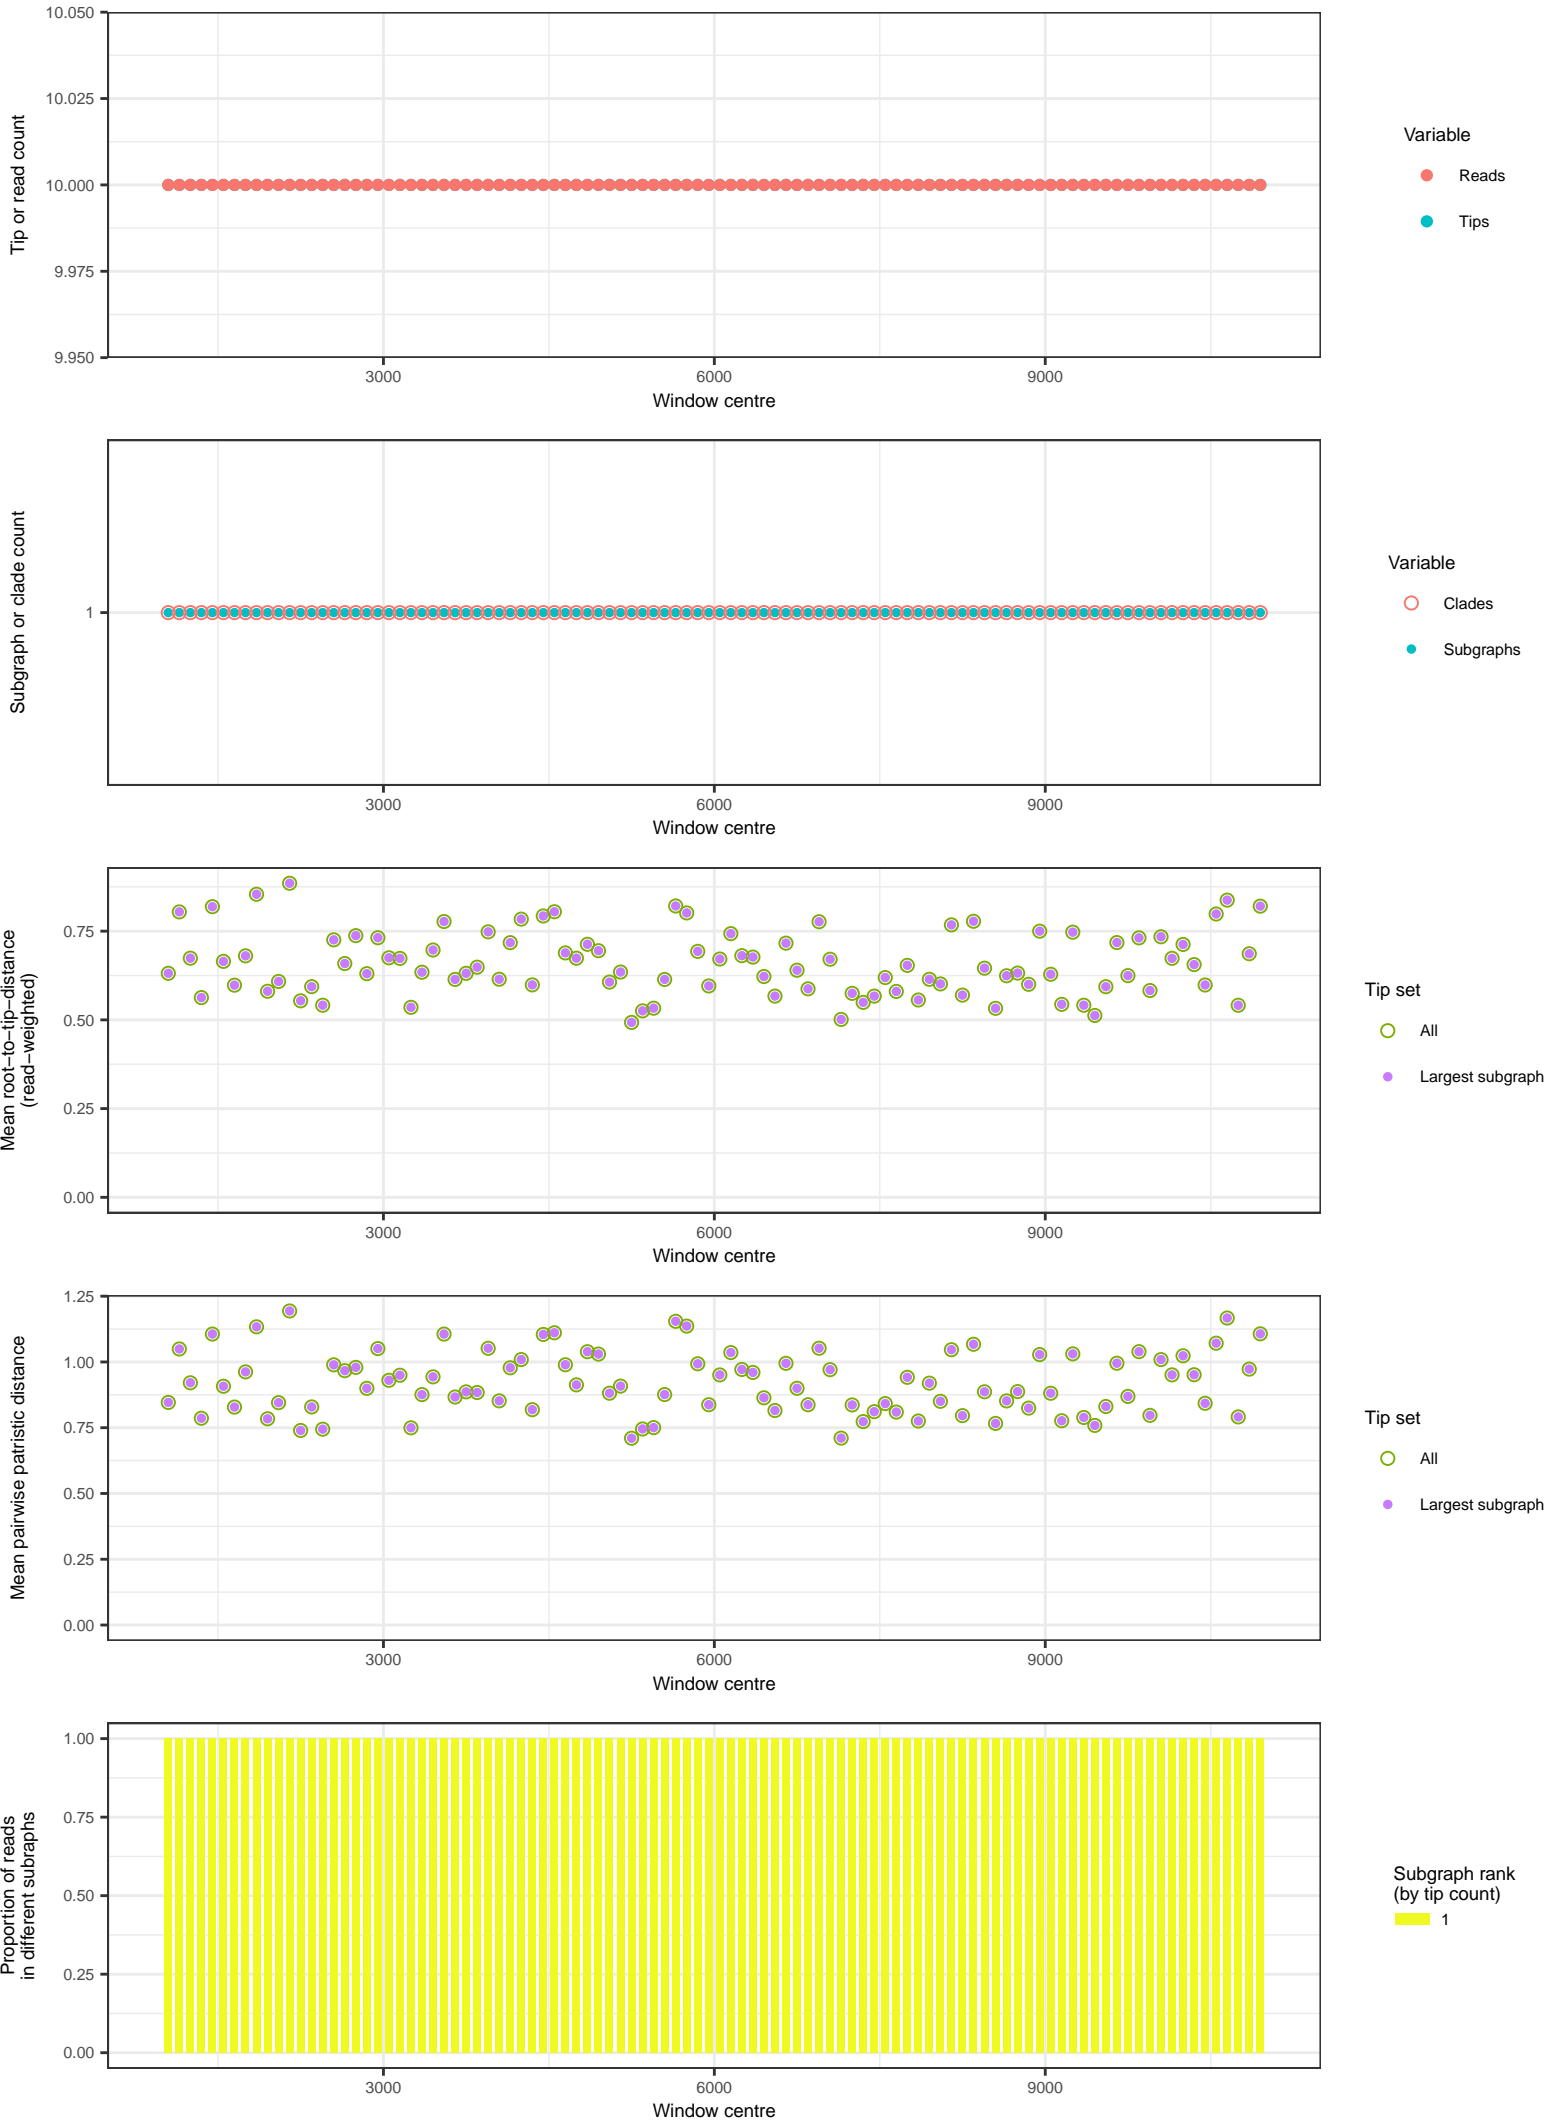 10.050
10.025
10.000
9.975
9.950
Tip or read count
3000
6000
9000
Window centre
Variable
Reads
Tips
1
Subgraph or clade count
3000
6000
9000
Window centre
Variable
Clades
Subgraphs
0.75
0.50
0.25
0.00
Mean root−to−tip−distance
(read−weighted)
3000
6000
9000
Window centre
Tip set
All
Largest subgraph
1.25
1.00
0.75
0.50
0.25
0.00
Mean pairwise patristic distance
3000
6000
9000
Window centre
Tip set
All
Largest subgraph
1.00
0.75
0.50
0.25
0.00
Proportion of reads
in different subraphs
3000
6000
9000
Window centre
Subgraph rank
(by tip count)
1